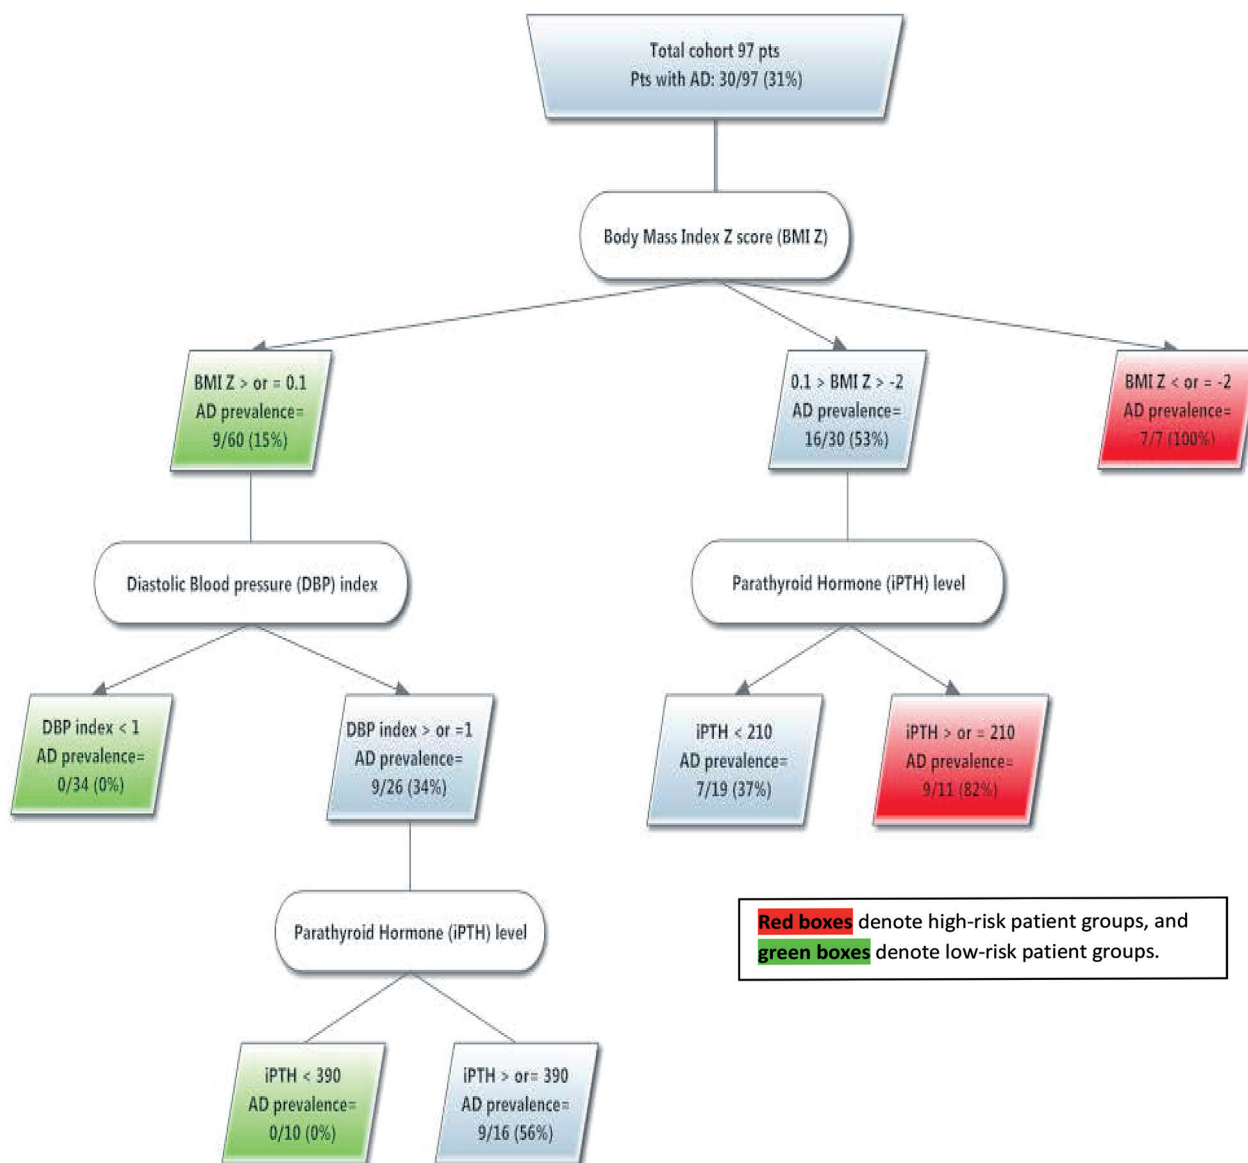 Total cohort 97 pts
Pts with AD: 30/97 (31%)
Body Mass Index Z score (BMI Z)
BMI Z > or = 0.1
AD prevalence=
9/60 (15%)
0.1 > BMI Z > -2
AD prevalence=
16/30 (53%)
BMI Z < or = -2
AD prevalence=
7/7 (100%)
Diastolic Blood pressure (DBP) index
Parathyroid Hormone (iPTH) level
DBP index < 1
AD prevalence=
0/34 (0%)
DBP index > or =1
AD prevalence=
9/26 (34%)
iPTH < 210
AD prevalence=
7/19 (37%)
iPTH > or = 210
AD prevalence=
9/11 (82%)
Parathyroid Hormone (iPTH) level
Red boxes denote high-risk patient groups, and
green boxes denote low-risk patient groups.
iPTH < 390
AD prevalence=
0/10 (0%)
iPTH > or= 390
AD prevalence=
9/16 (56%)